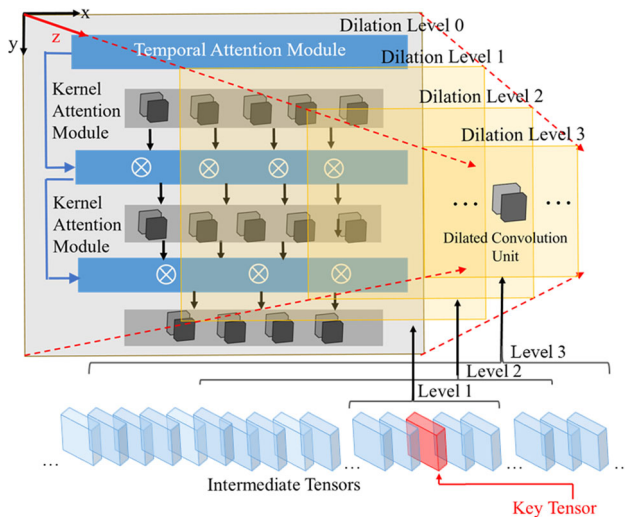 x
y
z
Dilation Level 0
Temporal Attention Module
Dilation Level 1
Kernel
Attention
Module
Dilation Level 2
Dilation Level 3
Kernel
Attention
Module
...
...
Dilated Convolution
Unit
Level 3
Level 2
Level 1
...
...
...
Intermediate Tensors
Key Tensor